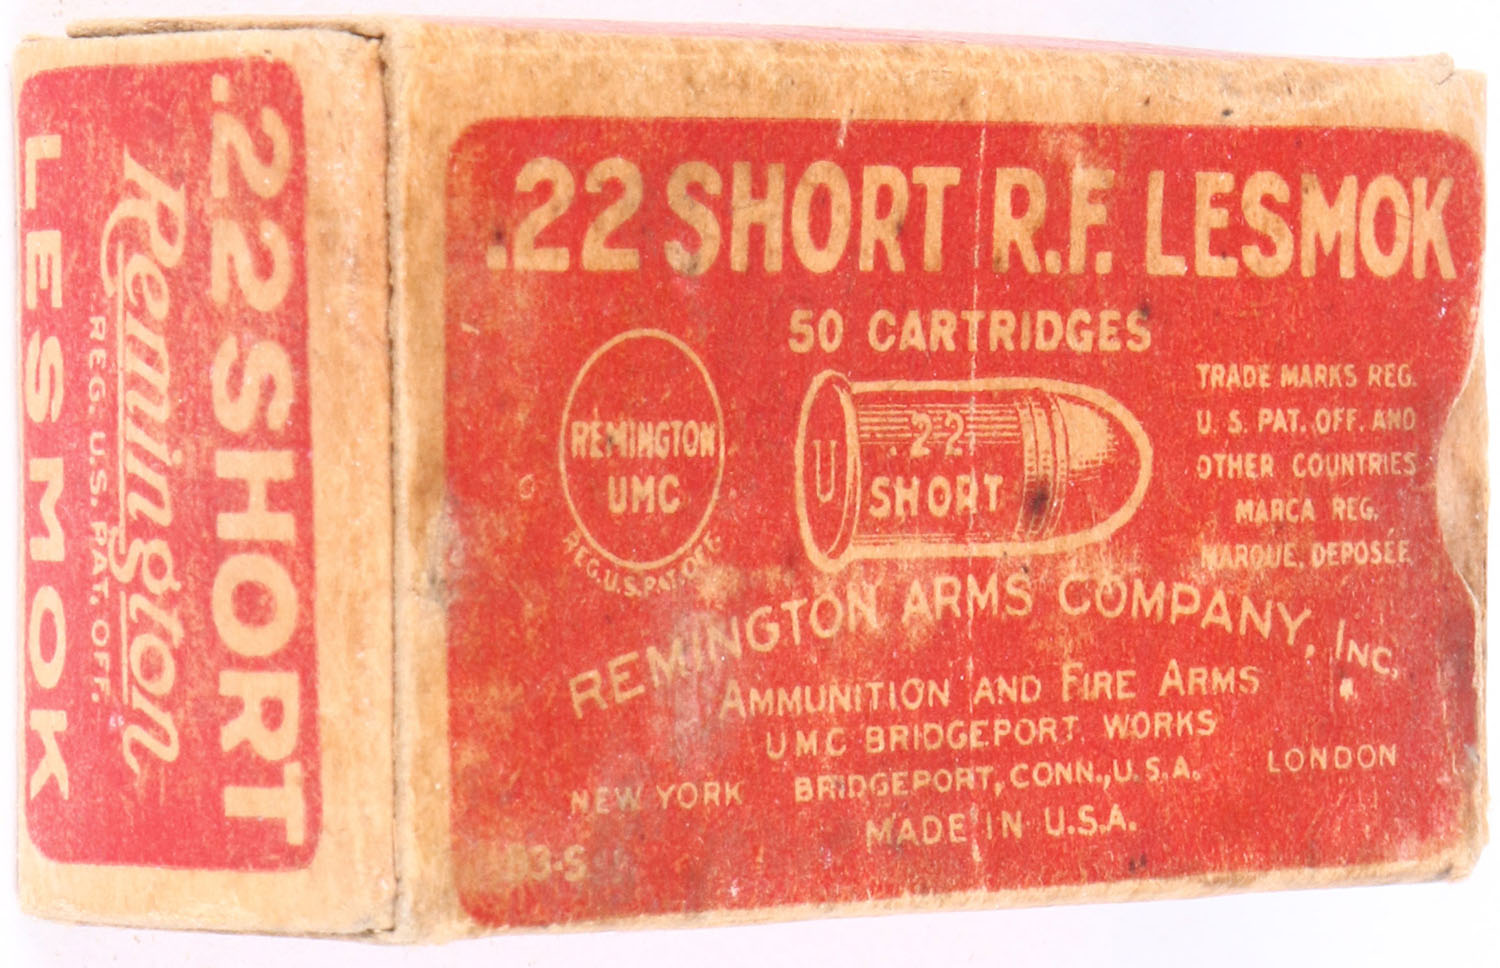 .22 SHORT
Remington
REG. U.S. PAT. OFF.
LESMOK
.22 SHORT R.F. LESMOK
50 CARTRIDGES
REMINGTON
UMC
REG. U.S. PAT. OFF.
U
.22
SHORT
TRADE MARKS REG.
U. S. PAT. OFF. AND
OTHER COUNTRIES
MARCA REG.
MARQUE DEPOSÉE
REMINGTON ARMS COMPANY, INC.
AMMUNITION AND FIRE ARMS
UMC BRIDGEPORT WORKS
NEW YORK BRIDGEPORT, CONN., U.S.A. LONDON
MADE IN U.S.A.